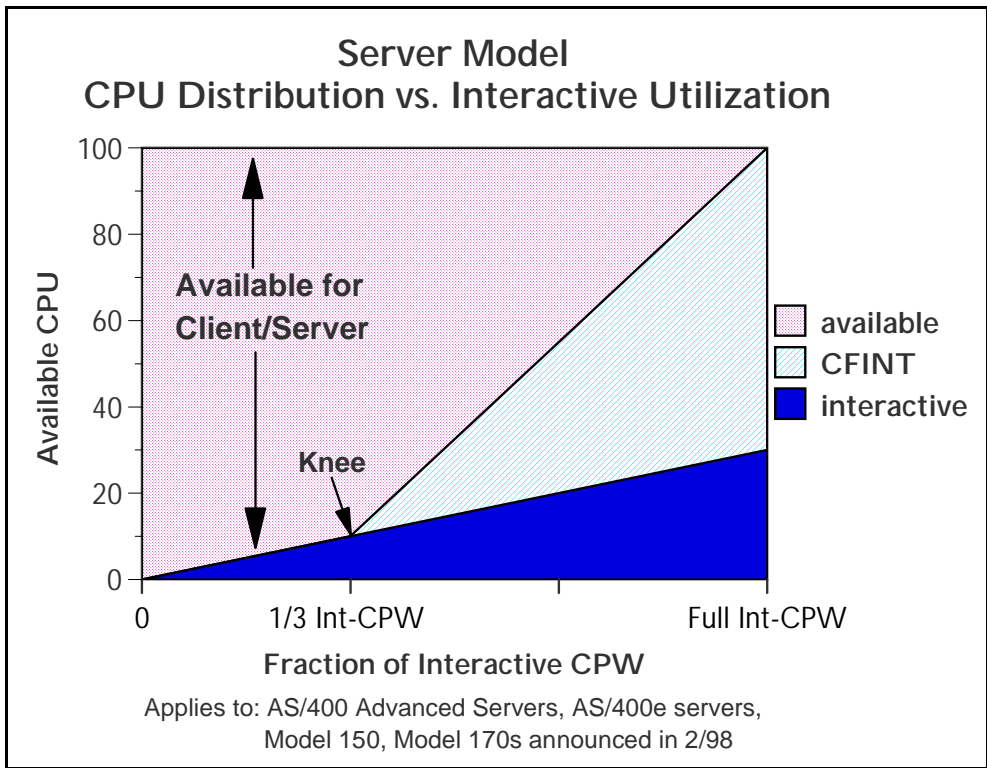 Server Model
CPU Distribution vs. Interactive Utilization
100
80
60
40
20
0
Available CPU
Available for
Client/Server
Knee
available
CFINT
interactive
0
1/3 Int-CPW
Full Int-CPW
Fraction of Interactive CPW
Applies to: AS/400 Advanced Servers, AS/400e servers,
Model 150, Model 170s announced in 2/98